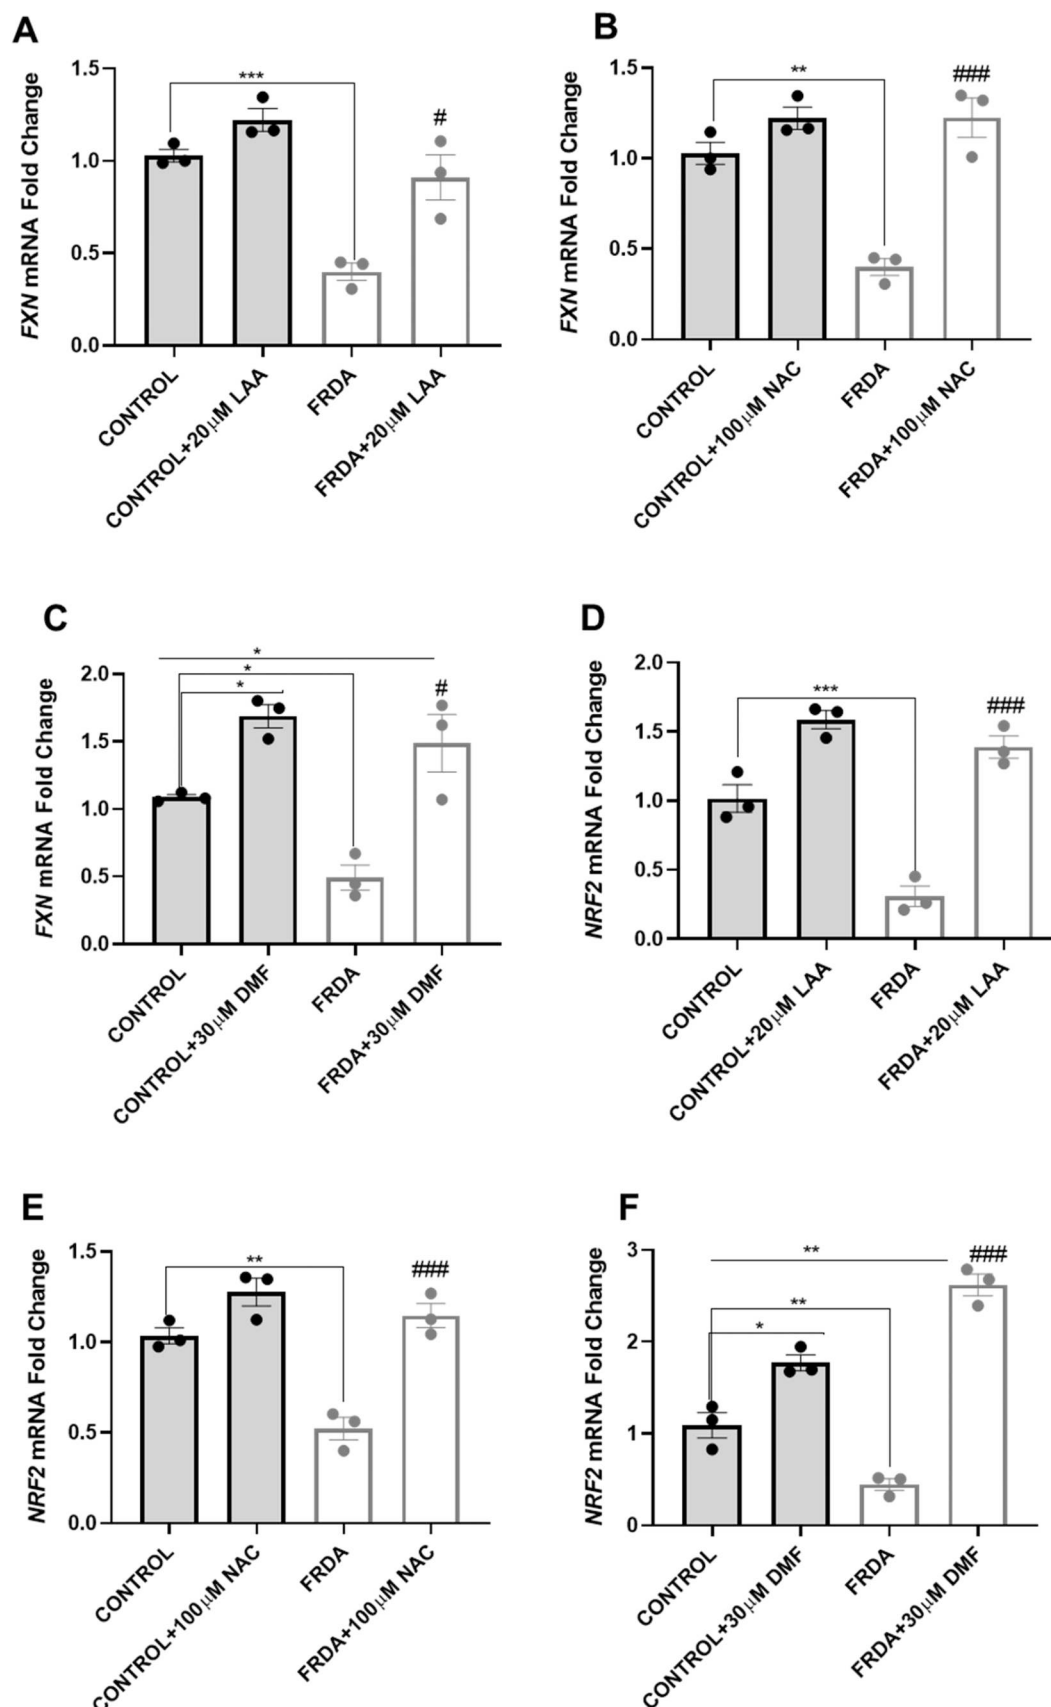 A
FXN mRNA Fold Change
1.5
1.0
0.5
0.0
***
#
CONTROL
CONTROL+20μM LAA
FRDA
FRDA+20μM LAA
B
FXN mRNA Fold Change
1.5
1.0
0.5
0.0
**
###
CONTROL
CONTROL+100μM NAC
FRDA
FRDA+100μM NAC
C
FXN mRNA Fold Change
2.0
1.5
1.0
0.5
0.0
*
*
*
#
CONTROL
CONTROL+30μM DMF
FRDA
FRDA+30μM DMF
D
NRF2 mRNA Fold Change
2.0
1.5
1.0
0.5
0.0
***
###
CONTROL
CONTROL+20μM LAA
FRDA
FRDA+20μM LAA
E
NRF2 mRNA Fold Change
1.5
1.0
0.5
0.0
**
###
CONTROL
CONTROL+100μM NAC
FRDA
FRDA+100μM NAC
F
NRF2 mRNA Fold Change
3
2
1
0
**
**
*
###
CONTROL
CONTROL+30μM DMF
FRDA
FRDA+30μM DMF